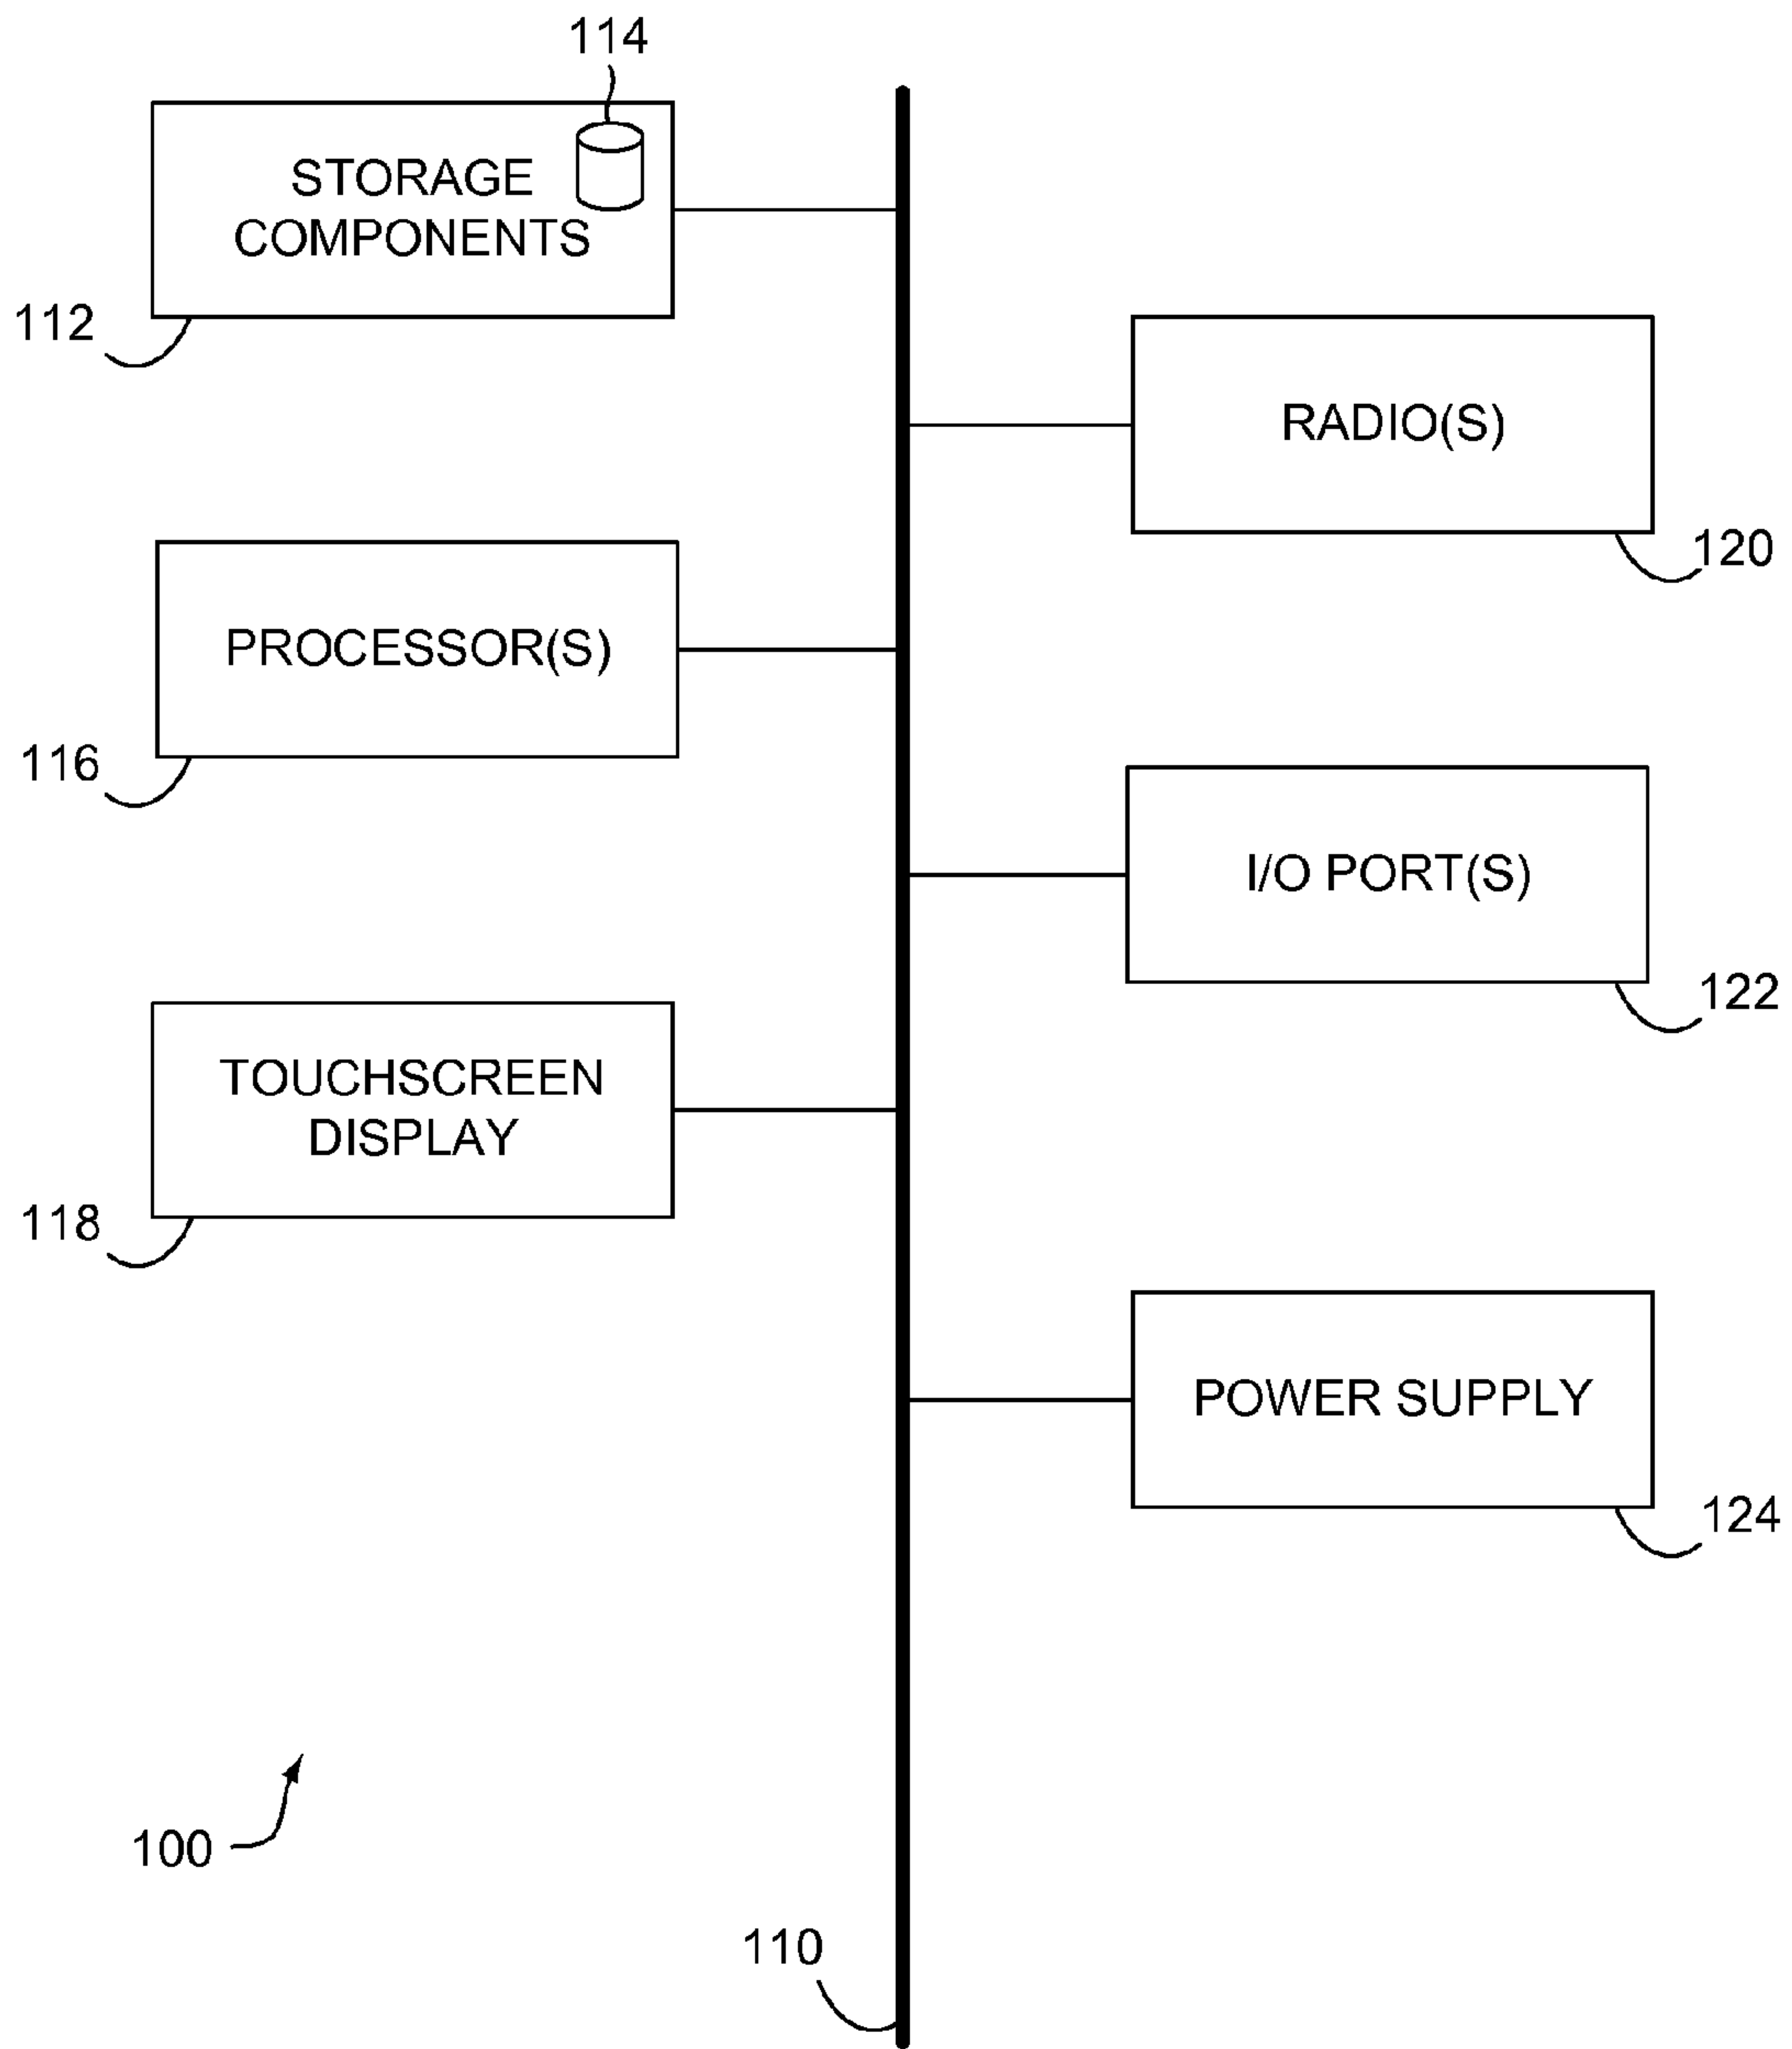 114
STORAGE
COMPONENTS
112
RADIO(S)
120
PROCESSOR(S)
116
I/O PORT(S)
122
TOUCHSCREEN
DISPLAY
118
POWER SUPPLY
124
100
110